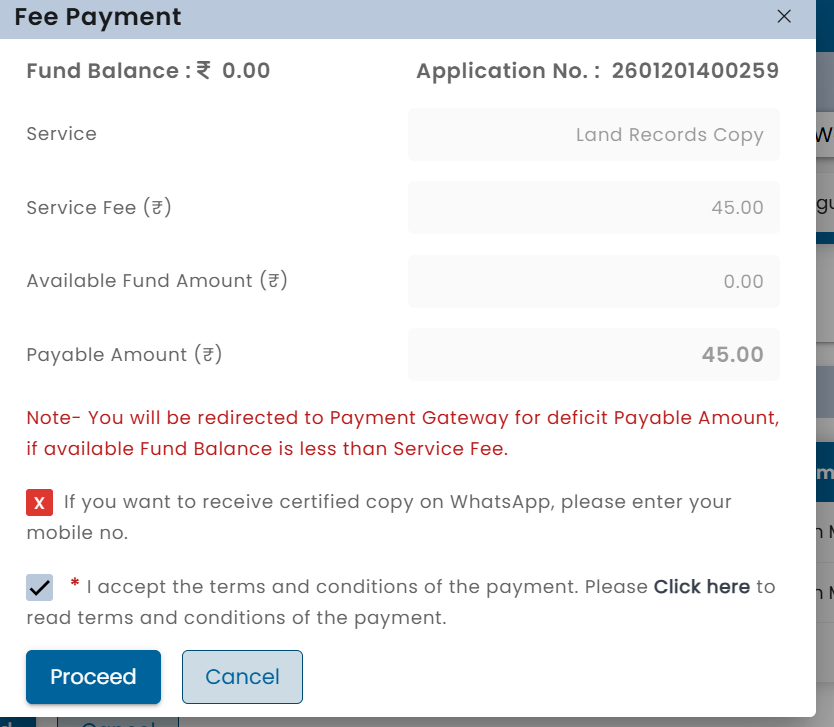 Fee Payment
Fund Balance : ₹ 0.00
Application No. : 2601201400259
Service
Land Records Copy
Service Fee (₹)
45.00
Available Fund Amount (₹)
0.00
Payable Amount (₹)
45.00
Note- You will be redirected to Payment Gateway for deficit Payable Amount,
if available Fund Balance is less than Service Fee.
X If you want to receive certified copy on WhatsApp, please enter your
mobile no.
* I accept the terms and conditions of the payment. Please Click here to
read terms and conditions of the payment.
Proceed
Cancel